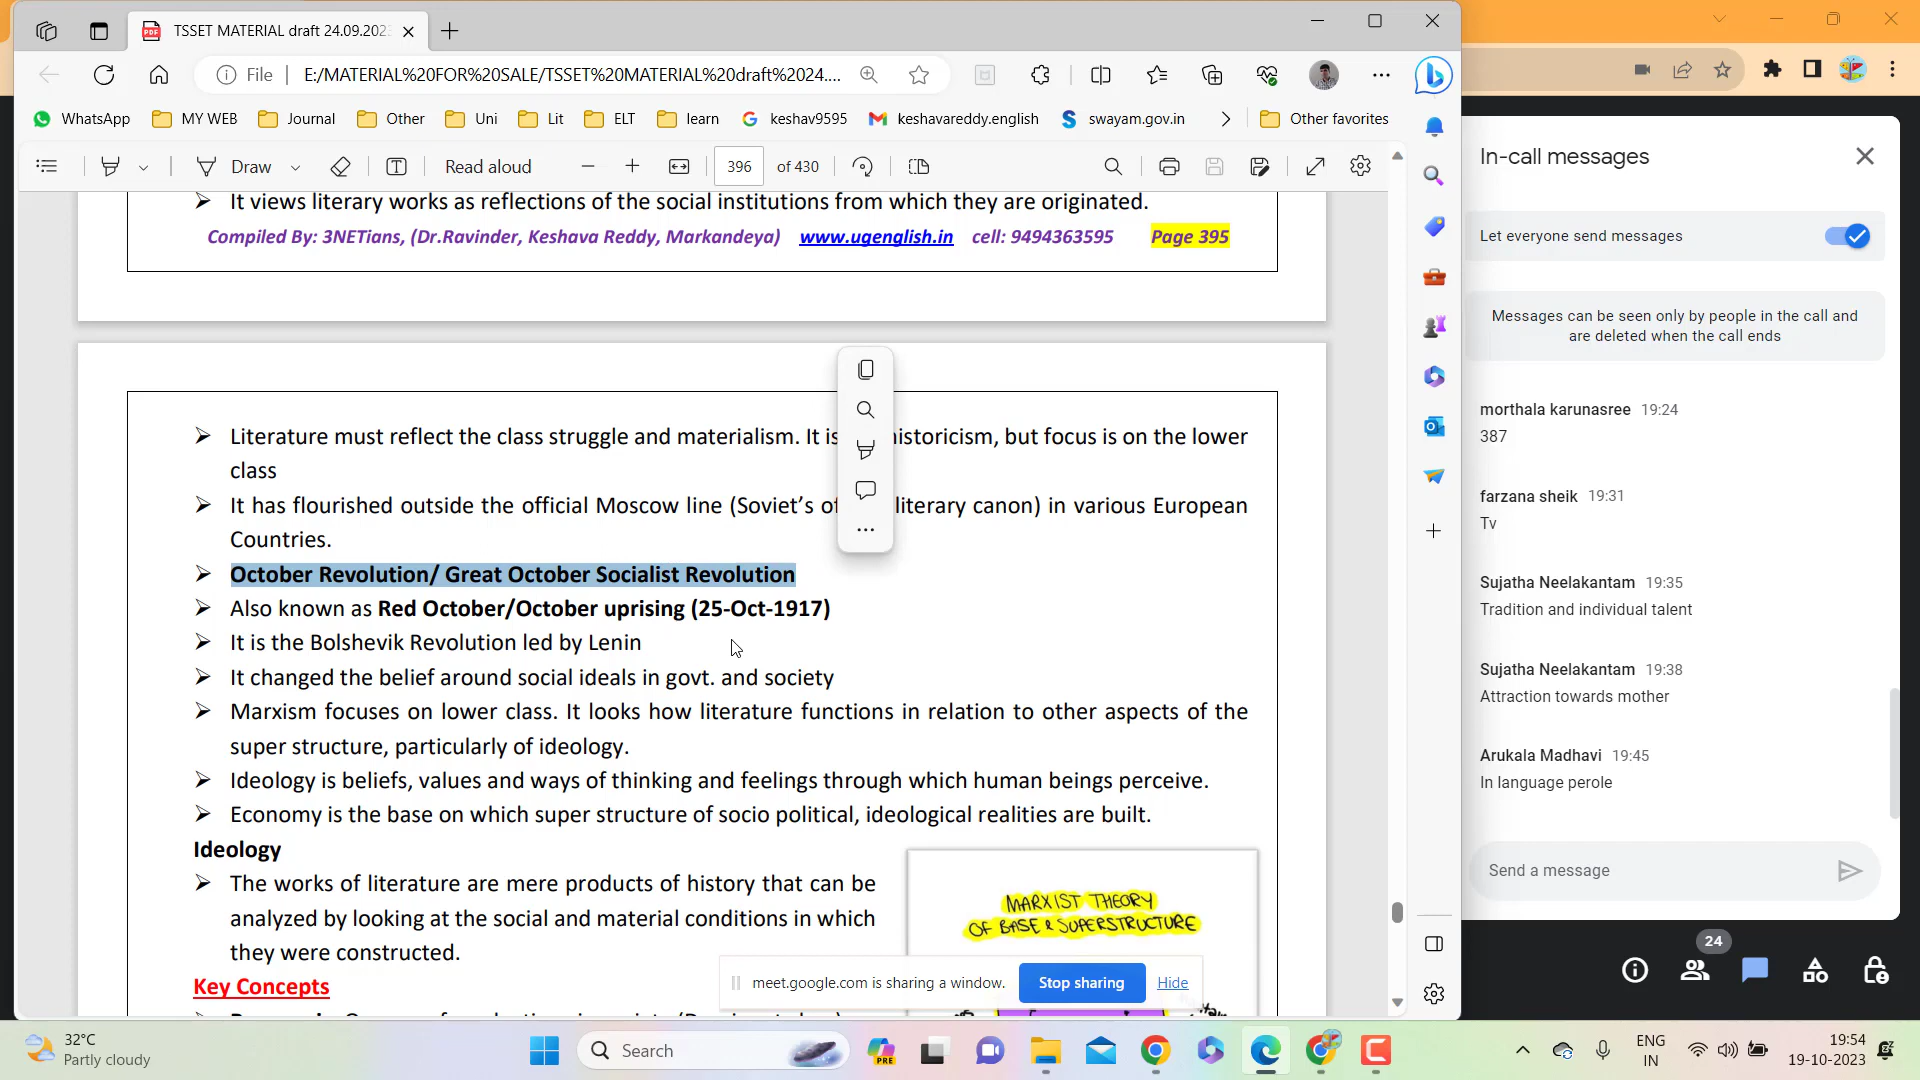 TSSET MATERIAL draft 24.09.202
File
E:/MATERIAL%20FOR%20SALE/TSSET%20MATERIAL%20draft%2024....
WhatsApp
MY WEB
Journal
Other
Uni
Lit
ELT
learn
keshav9595
keshavareddy.english
swayam.gov.in
Other favorites
Draw
Read aloud
396
of 430
➢ It views literary works as reflections of the social institutions from which they are originated.
Compiled By: 3NETians, (Dr.Ravinder, Keshava Reddy, Markandeya) www.ugenglish.in cell: 9494363595 Page 395
➢ Literature must reflect the class struggle and materialism. It is historicism, but focus is on the lower
class
➢ It has flourished outside the official Moscow line (Soviet's literary canon) in various European
Countries.
➢ October Revolution/ Great October Socialist Revolution
➢ Also known as Red October/October uprising (25-Oct-1917)
➢ It is the Bolshevik Revolution led by Lenin
➢ It changed the belief around social ideals in govt. and society
➢ Marxism focuses on lower class. It looks how literature functions in relation to other aspects of the
super structure, particularly of ideology.
➢ Ideology is beliefs, values and ways of thinking and feelings through which human beings perceive.
➢ Economy is the base on which super structure of socio political, ideological realities are built.
Ideology
➢ The works of literature are mere products of history that can be
analyzed by looking at the social and material conditions in which
they were constructed.
Key Concepts
MARXIST THEORY
OF BASE & SUPERSTRUCTURE
meet.google.com is sharing a window.
Stop sharing
Hide
In-call messages
Let everyone send messages
Messages can be seen only by people in the call and
are deleted when the call ends
morthala karunasree 19:24
387
farzana sheik 19:31
Tv
Sujatha Neelakantam 19:35
Tradition and individual talent
Sujatha Neelakantam 19:38
Attraction towards mother
Arukala Madhavi 19:45
In language perole
Send a message
24
32°C
Partly cloudy
Search
PRE
ENG
IN
19:54
19-10-2023